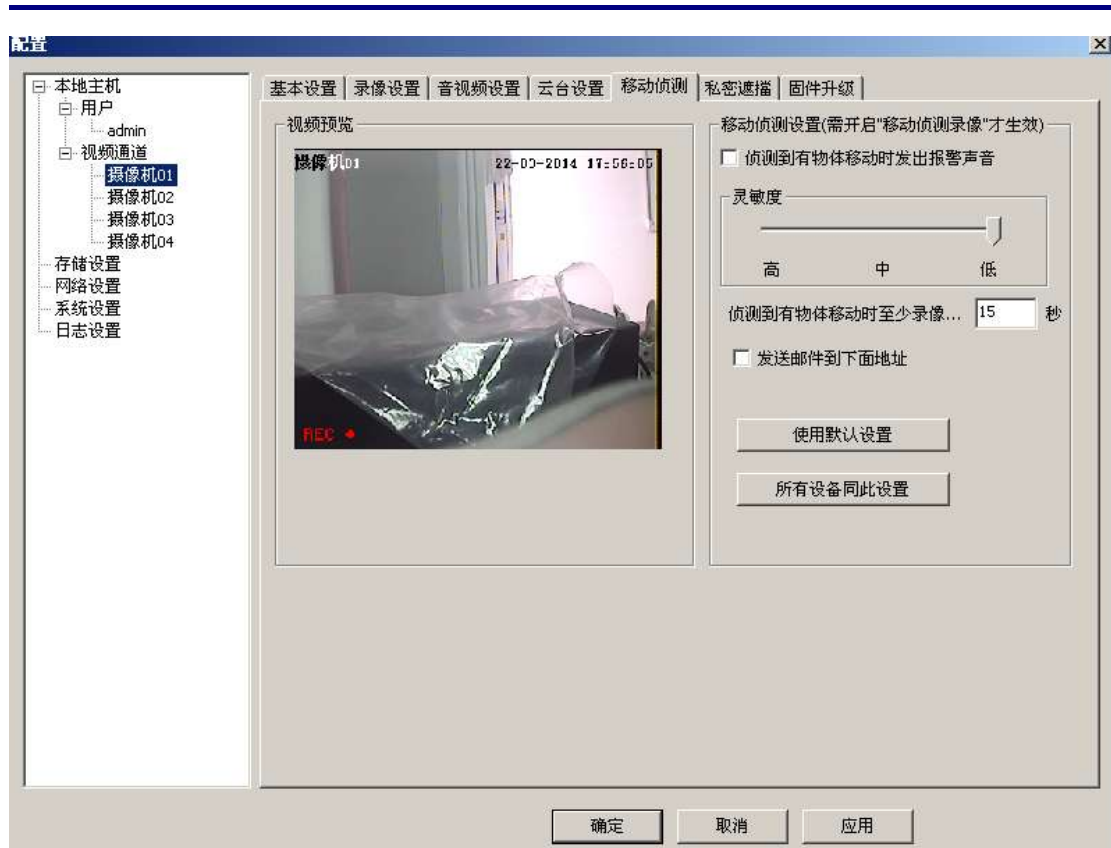 配置
本地主机
用户
admin
视频通道
摄像机01
摄像机02
摄像机03
摄像机04
存储设置
网络设置
系统设置
日志设置
基本设置 录像设置 音视频设置 云台设置 移动侦测 私密遮挡 固件升级
视频预览
摄像机01 22-03-2014 17:56:05
REC
移动侦测设置(需开启"移动侦测录像"才生效)
侦测到有物体移动时发出报警声音
灵敏度
高 中 低
侦测到有物体移动时至少录像... 15 秒
发送邮件到下面地址
使用默认设置
所有设备同此设置
确定 取消 应用